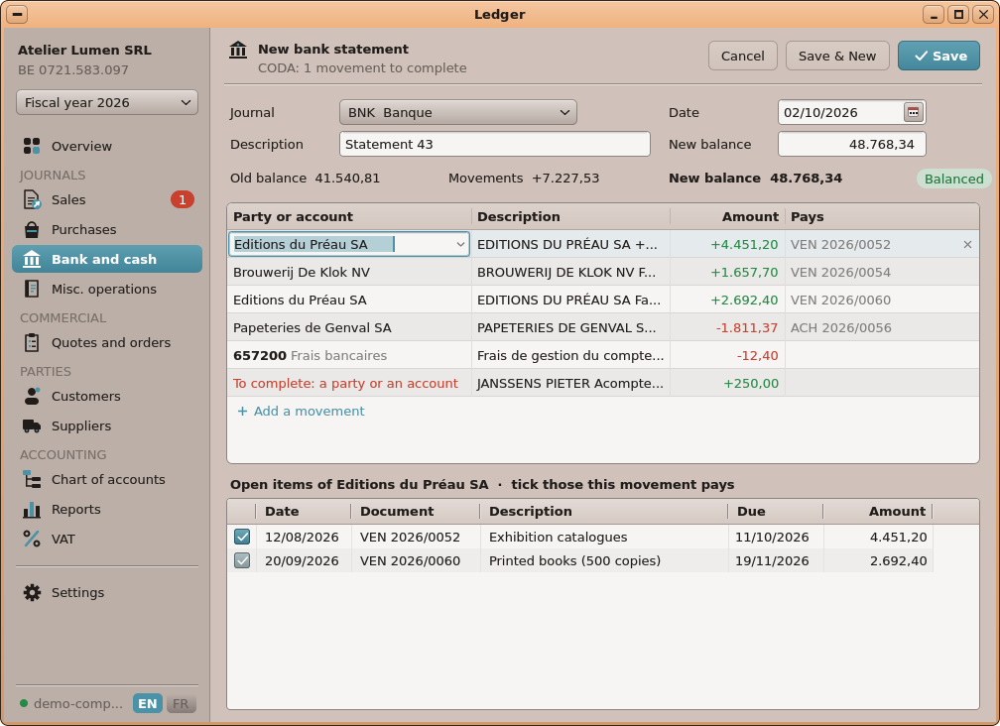 Ledger
Atelier Lumen SRL
BE 0721.583.097
Fiscal year 2026
Overview
JOURNALS
Sales 1
Purchases
Bank and cash
Misc. operations
COMMERCIAL
Quotes and orders
PARTIES
Customers
Suppliers
ACCOUNTING
Chart of accounts
Reports
VAT
Settings
demo-comp... EN FR
New bank statement
CODA: 1 movement to complete
Cancel Save & New Save
Journal BNK Banque Date 02/10/2026
Description Statement 43 New balance 48.768,34
Old balance 41.540,81 Movements +7.227,53 New balance 48.768,34 Balanced
Party or account Description Amount Pays
Editions du Préau SA EDITIONS DU PRÉAU SA +... +4.451,20 VEN 2026/0052
Brouwerij De Klok NV BROUWERIJ DE KLOK NV F... +1.657,70 VEN 2026/0054
Editions du Préau SA EDITIONS DU PRÉAU SA Fa... +2.692,40 VEN 2026/0060
Papeteries de Genval SA PAPETERIES DE GENVAL S... -1.811,37 ACH 2026/0056
657200 Frais bancaires Frais de gestion du compte... -12,40
To complete: a party or an account JANSSENS PIETER Acompte... +250,00
+ Add a movement
Open items of Editions du Préau SA · tick those this movement pays
Date Document Description Due Amount
12/08/2026 VEN 2026/0052 Exhibition catalogues 11/10/2026 4.451,20
20/09/2026 VEN 2026/0060 Printed books (500 copies) 19/11/2026 2.692,40